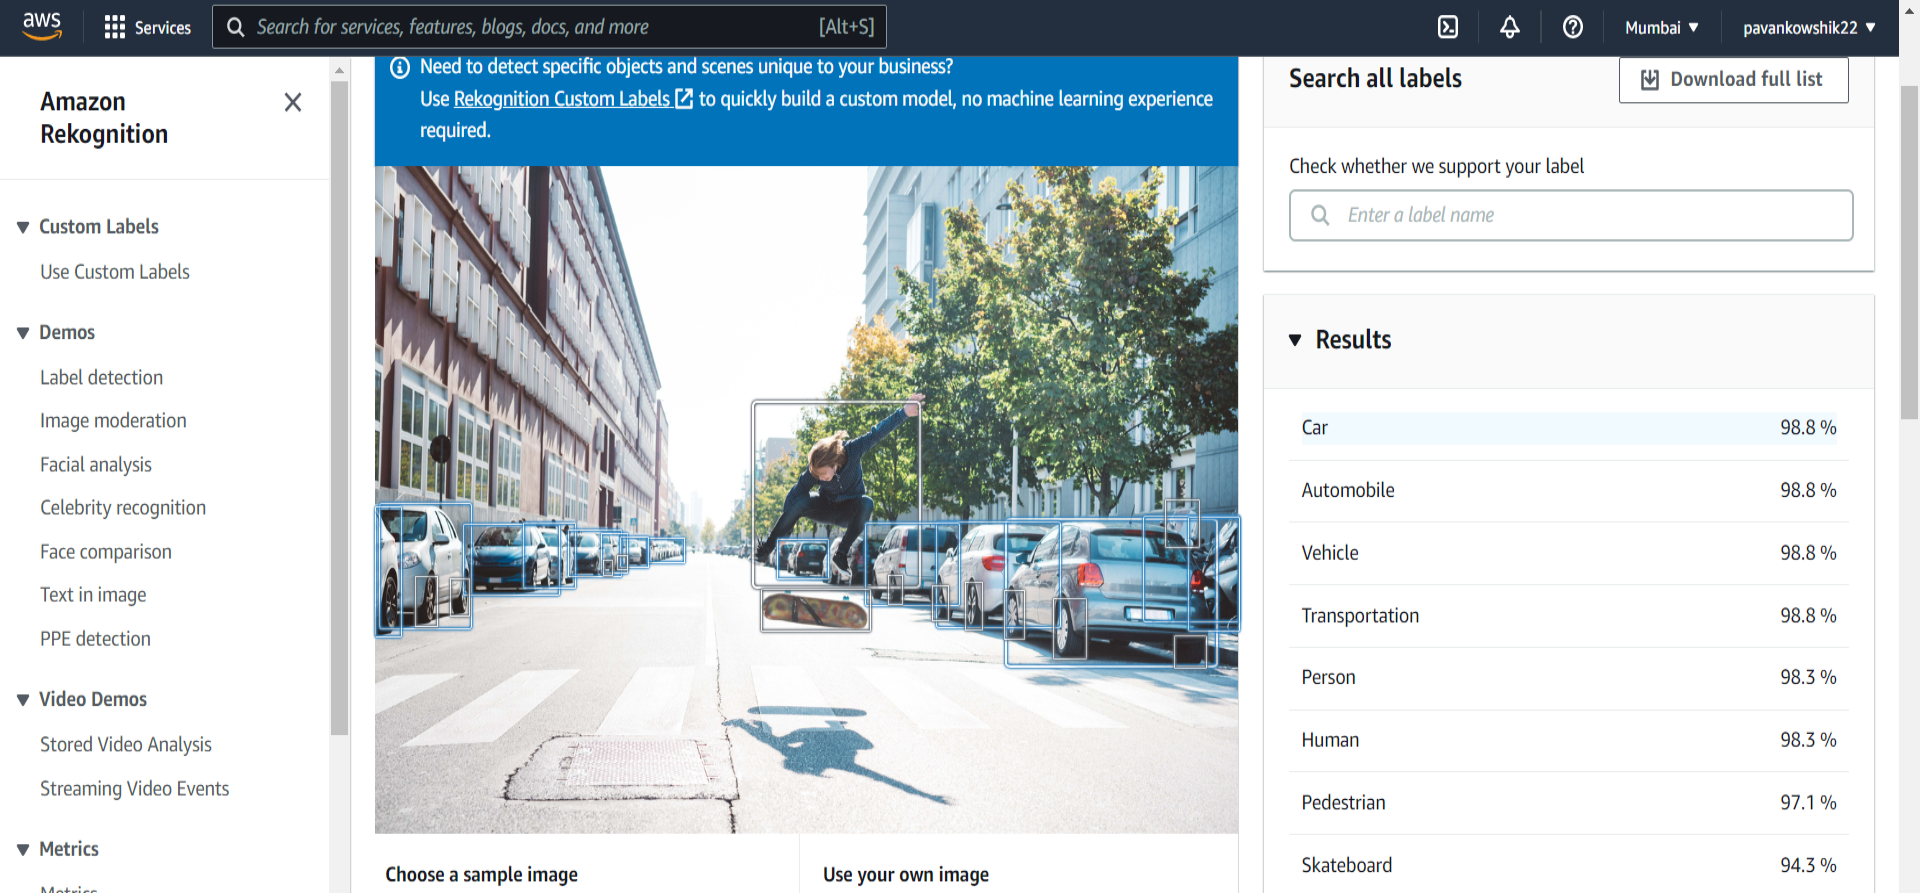 aws
Services
Search for services, features, blogs, docs, and more
[Alt+S]
Mumbai
pavankowshik22
Amazon
Rekognition
Custom Labels
Use Custom Labels
Demos
Label detection
Image moderation
Facial analysis
Celebrity recognition
Face comparison
Text in image
PPE detection
Video Demos
Stored Video Analysis
Streaming Video Events
Metrics
Metrics
Need to detect specific objects and scenes unique to your business?
Use Rekognition Custom Labels to quickly build a custom model, no machine learning experience
required.
Choose a sample image
Use your own image
Search all labels
Download full list
Check whether we support your label
Enter a label name
Results
Car 98.8 %
Automobile 98.8 %
Vehicle 98.8 %
Transportation 98.8 %
Person 98.3 %
Human 98.3 %
Pedestrian 97.1 %
Skateboard 94.3 %